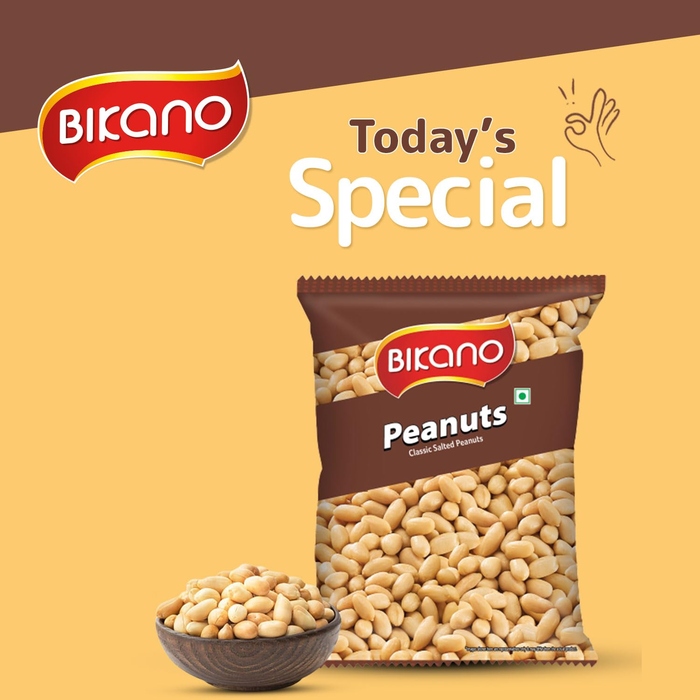 BIKANO
Today's
Special
BIKANO
Peanuts
Classic Salted Peanuts